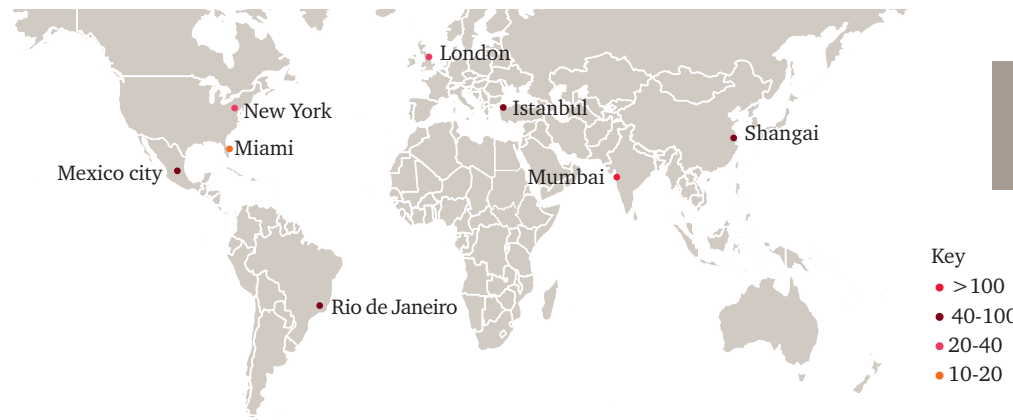 London
New York
Istanbul
Shangai
Miami
Mexico city
Mumbai
Rio de Janeiro
Key
>100
40-100
20-40
10-20